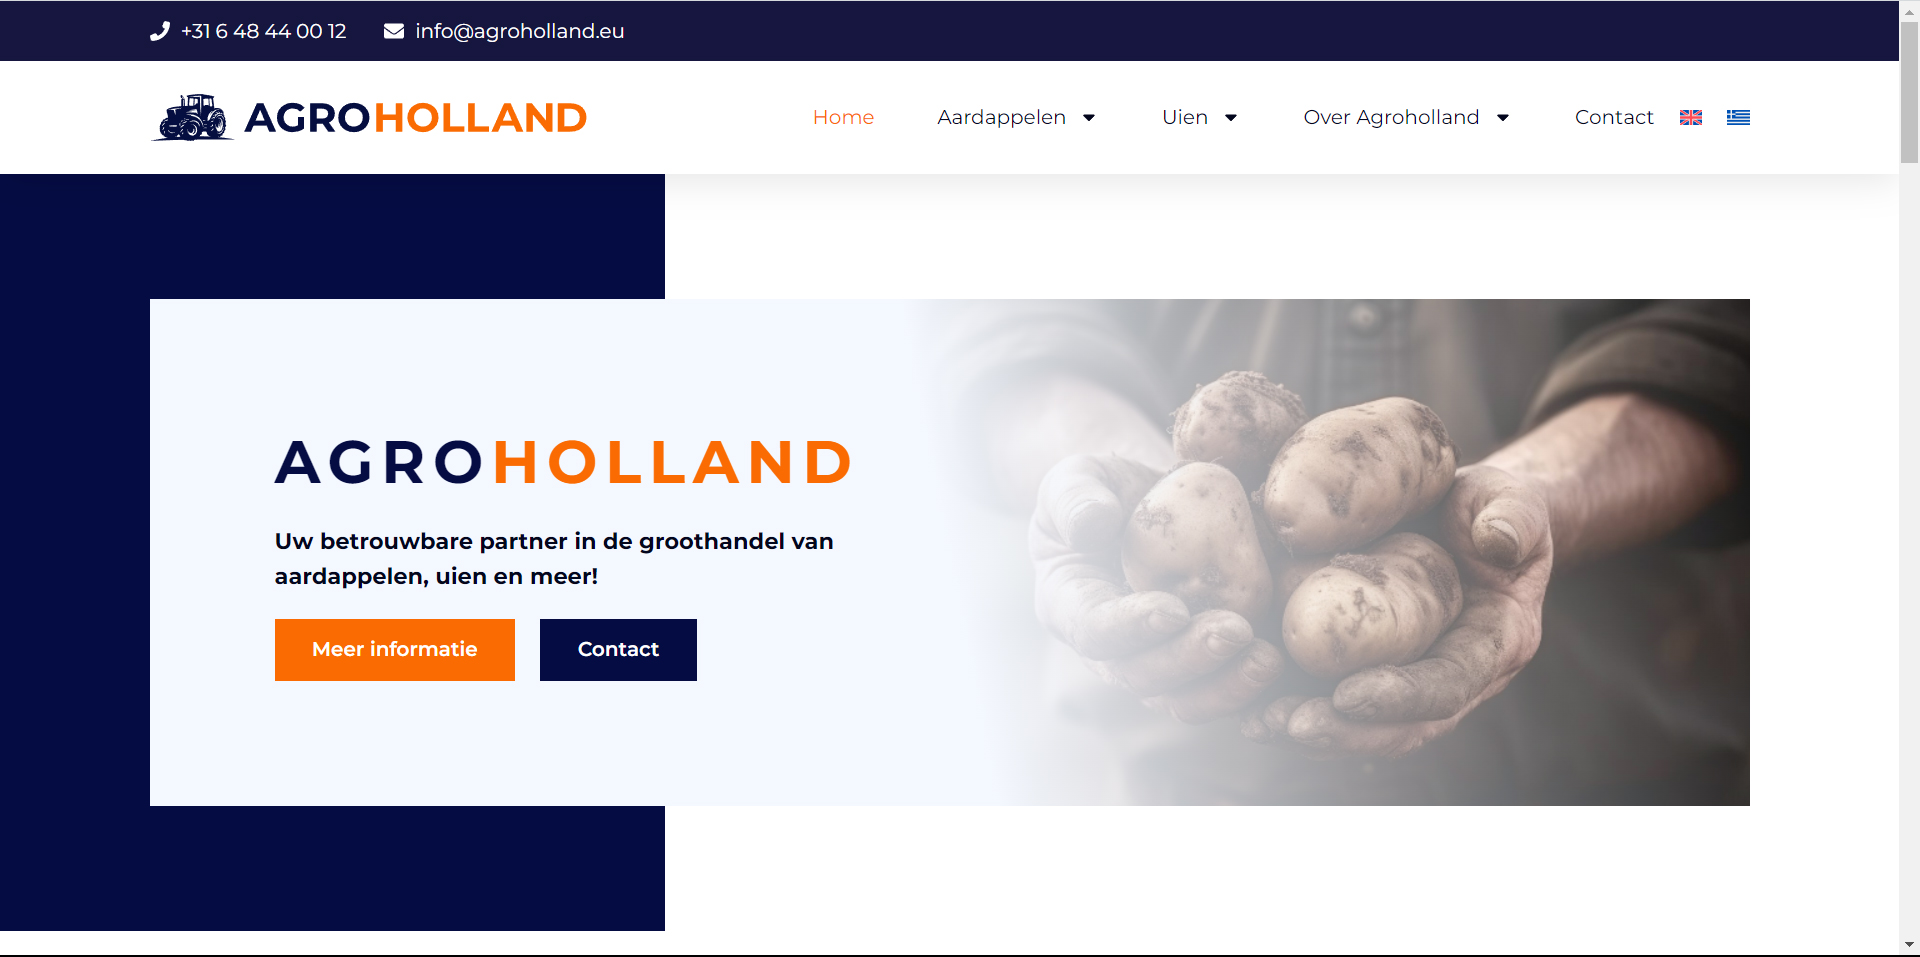 +31 6 48 44 00 12 info@agroholland.eu
AGROHOLLAND Home Aardappelen Uien Over Agroholland Contact
AGROHOLLAND
Uw betrouwbare partner in de groothandel van
aardappelen, uien en meer!
Meer informatie Contact